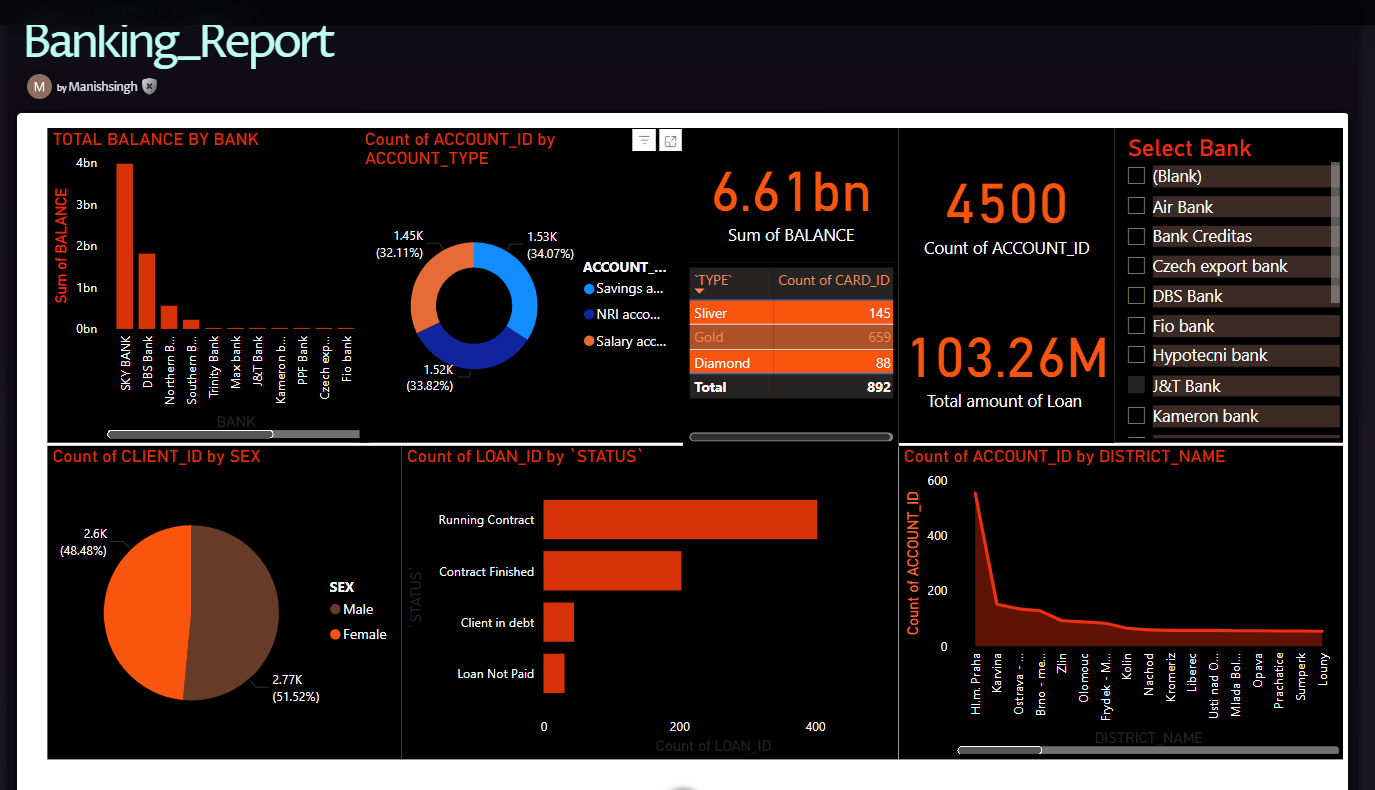 Banking_Report
M
by Manishsingh
TOTAL BALANCE BY BANK
Sum of BALANCE
4bn
3bn
2bn
1bn
0bn
SKY BANK
DBS Bank
Northern B...
Southern B...
Trinity Bank
Max bank
J&T Bank
Kameron b...
PPF Bank
Czech exp...
Fio bank
BANK
Count of ACCOUNT_ID by
ACCOUNT_TYPE
1.45K
(32.11%)
1.53K
(34.07%)
1.52K
(33.82%)
ACCOUNT_...
Savings a...
NRI acco...
Salary acc...
6.61bn
Sum of BALANCE
`TYPE` Count of CARD_ID
Sliver 145
Gold 659
Diamond 88
Total 892
4500
Count of ACCOUNT_ID
103.26M
Total amount of Loan
Select Bank
(Blank)
Air Bank
Bank Creditas
Czech export bank
DBS Bank
Fio bank
Hypotecni bank
J&T Bank
Kameron bank
Count of CLIENT_ID by SEX
2.6K
(48.48%)
2.77K
(51.52%)
SEX
Male
Female
Count of LOAN_ID by `STATUS`
`STATUS`
Running Contract
Contract Finished
Client in debt
Loan Not Paid
0
200
400
Count of LOAN_ID
Count of ACCOUNT_ID by DISTRICT_NAME
Count of ACCOUNT_ID
600
400
200
0
Hl.m. Praha
Karvina
Ostrava - ...
Brno - me...
Zlin
Olomouc
Frydek - M...
Kolin
Nachod
Kromeriz
Liberec
Usti nad O...
Mlada Bol...
Opava
Prachatice
Sumperk
Louny
DISTRICT_NAME